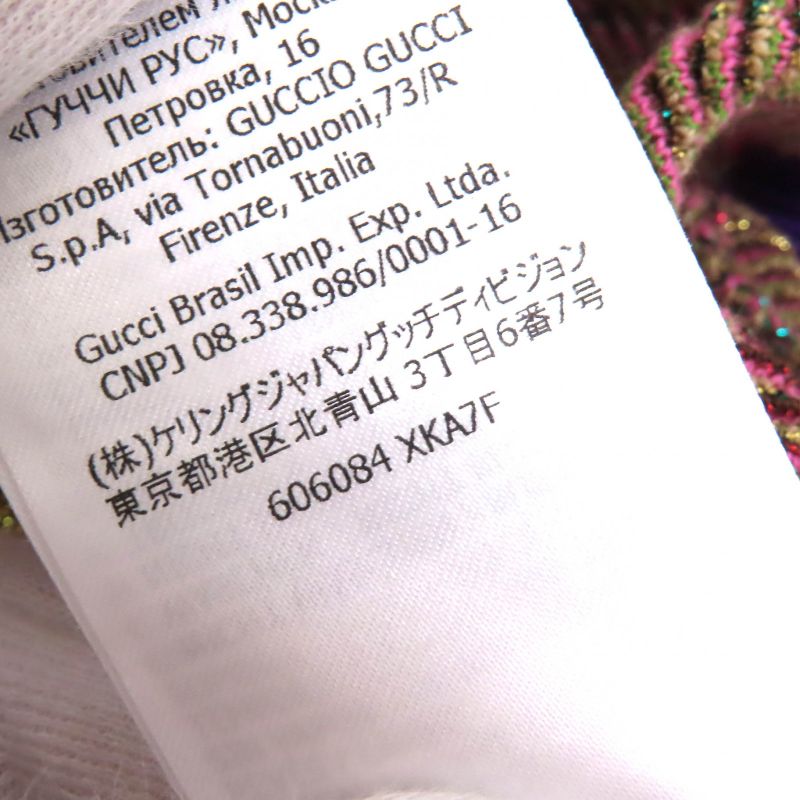 «ГУЧЧИ РУС», Москв
Петровка, 16
Изготовитель: GUCCIO GUCCI
S.p.A, via Tornabuoni,73/R
Firenze, Italia
Gucci Brasil Imp. Exp. Ltda.
CNPJ 08.338.986/0001-16
(株)ケリングジャパングッチディビジョン
東京都港区北青山 3丁目6番7号
606084 XKA7F